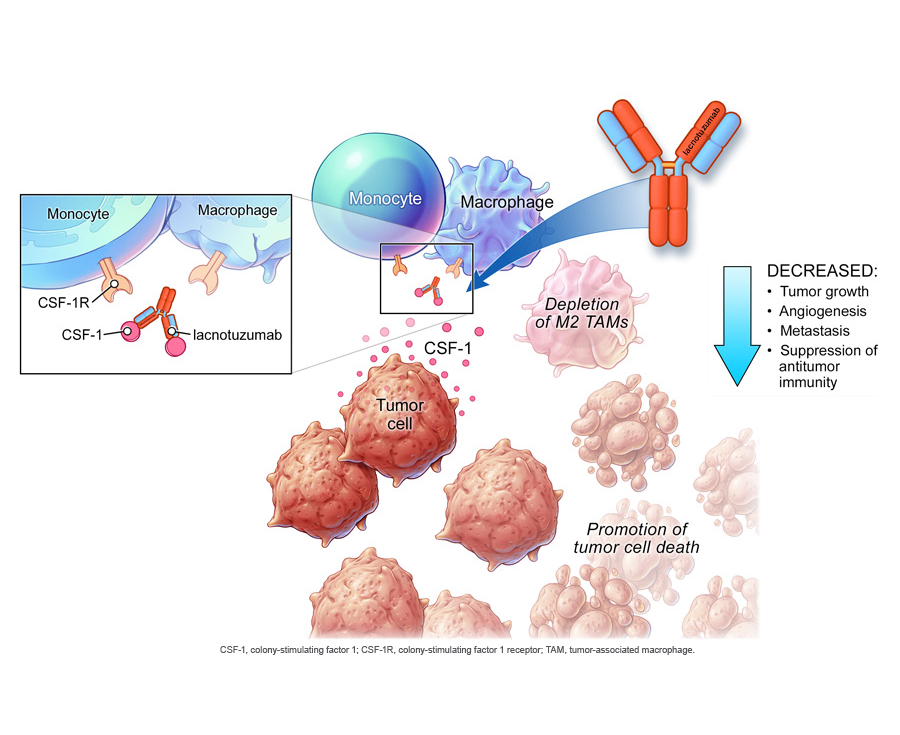 lacnotuzumab
Monocyte
Macrophage
Monocyte
Macrophage
CSF-1R
CSF-1
lacnotuzumab
DECREASED:
• Tumor growth
• Angiogenesis
• Metastasis
• Suppression of
antitumor
immunity
Depletion
of M2 TAMs
CSF-1
Tumor
cell
Promotion of
tumor cell death
CSF-1, colony-stimulating factor 1; CSF-1R, colony-stimulating factor 1 receptor; TAM, tumor-associated macrophage.